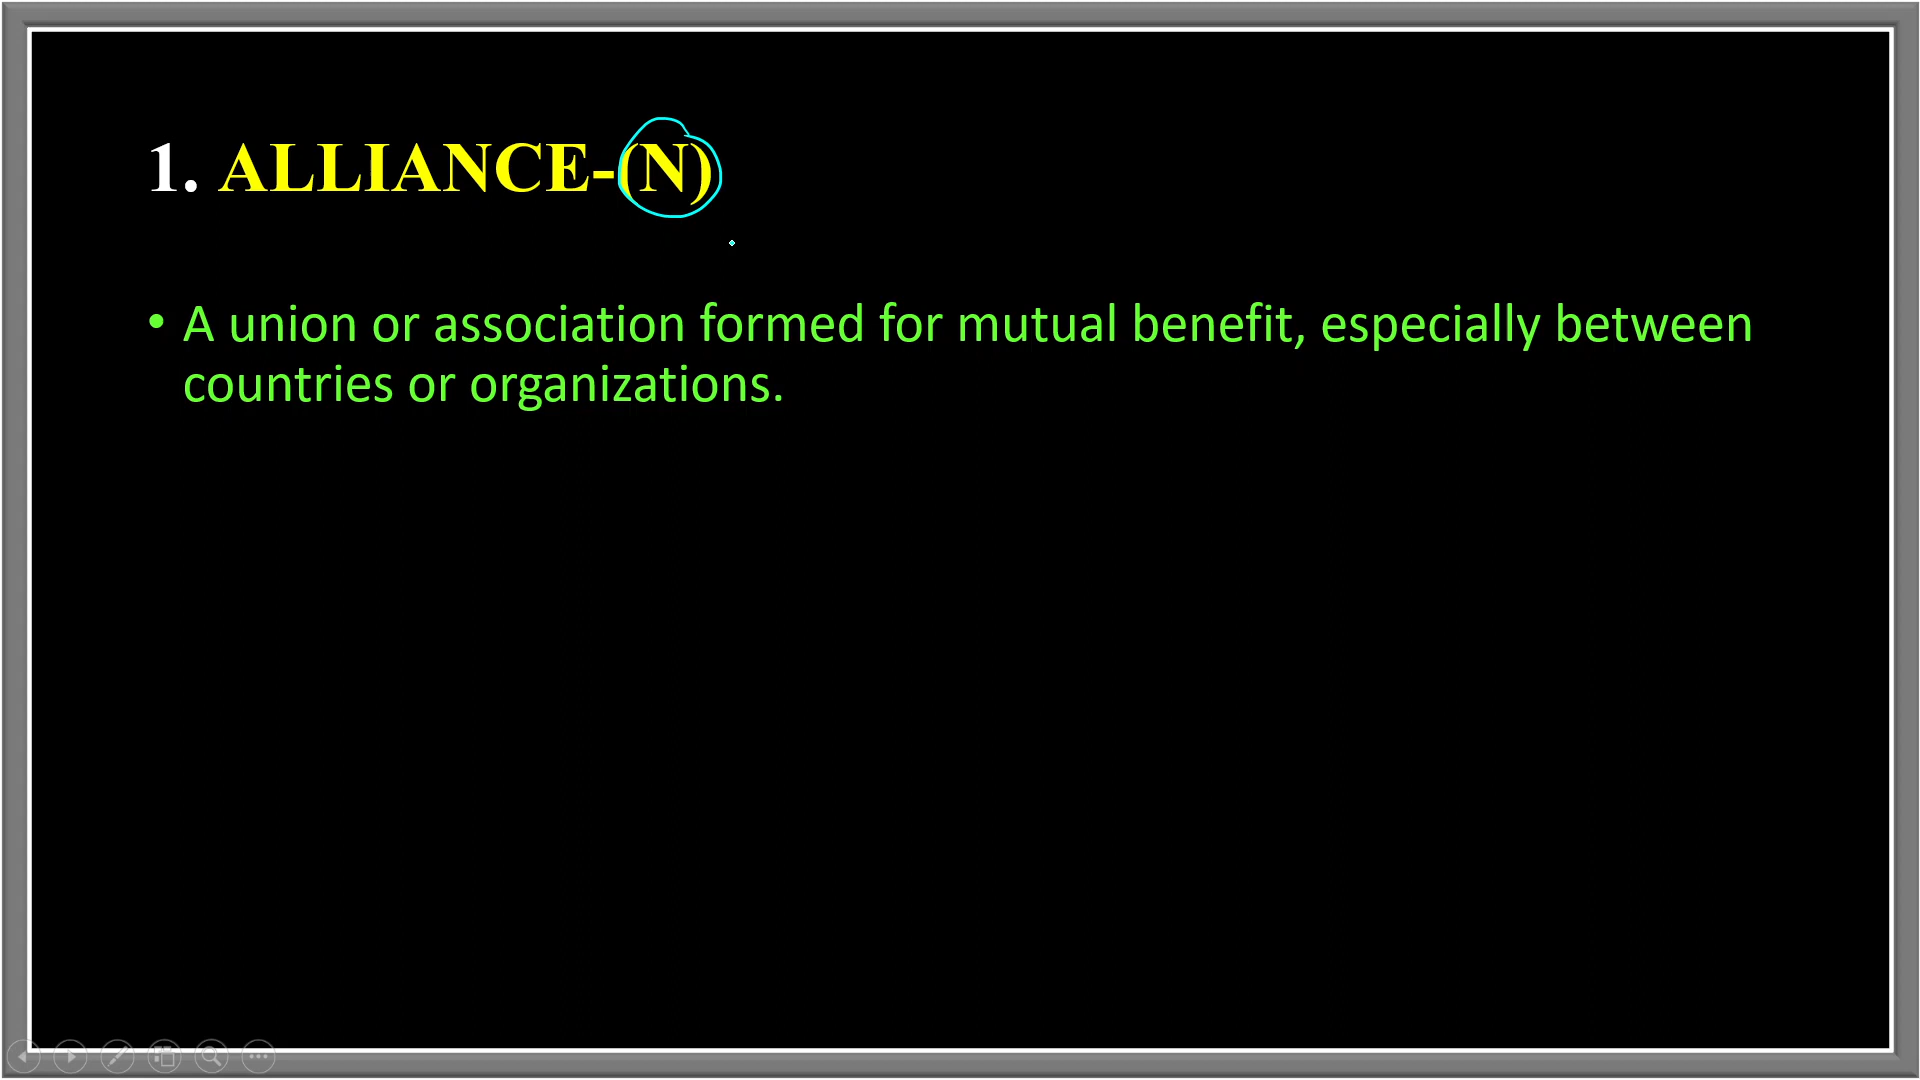 1. ALLIANCE-(N)
• A union or association formed for mutual benefit, especially between
countries or organizations.